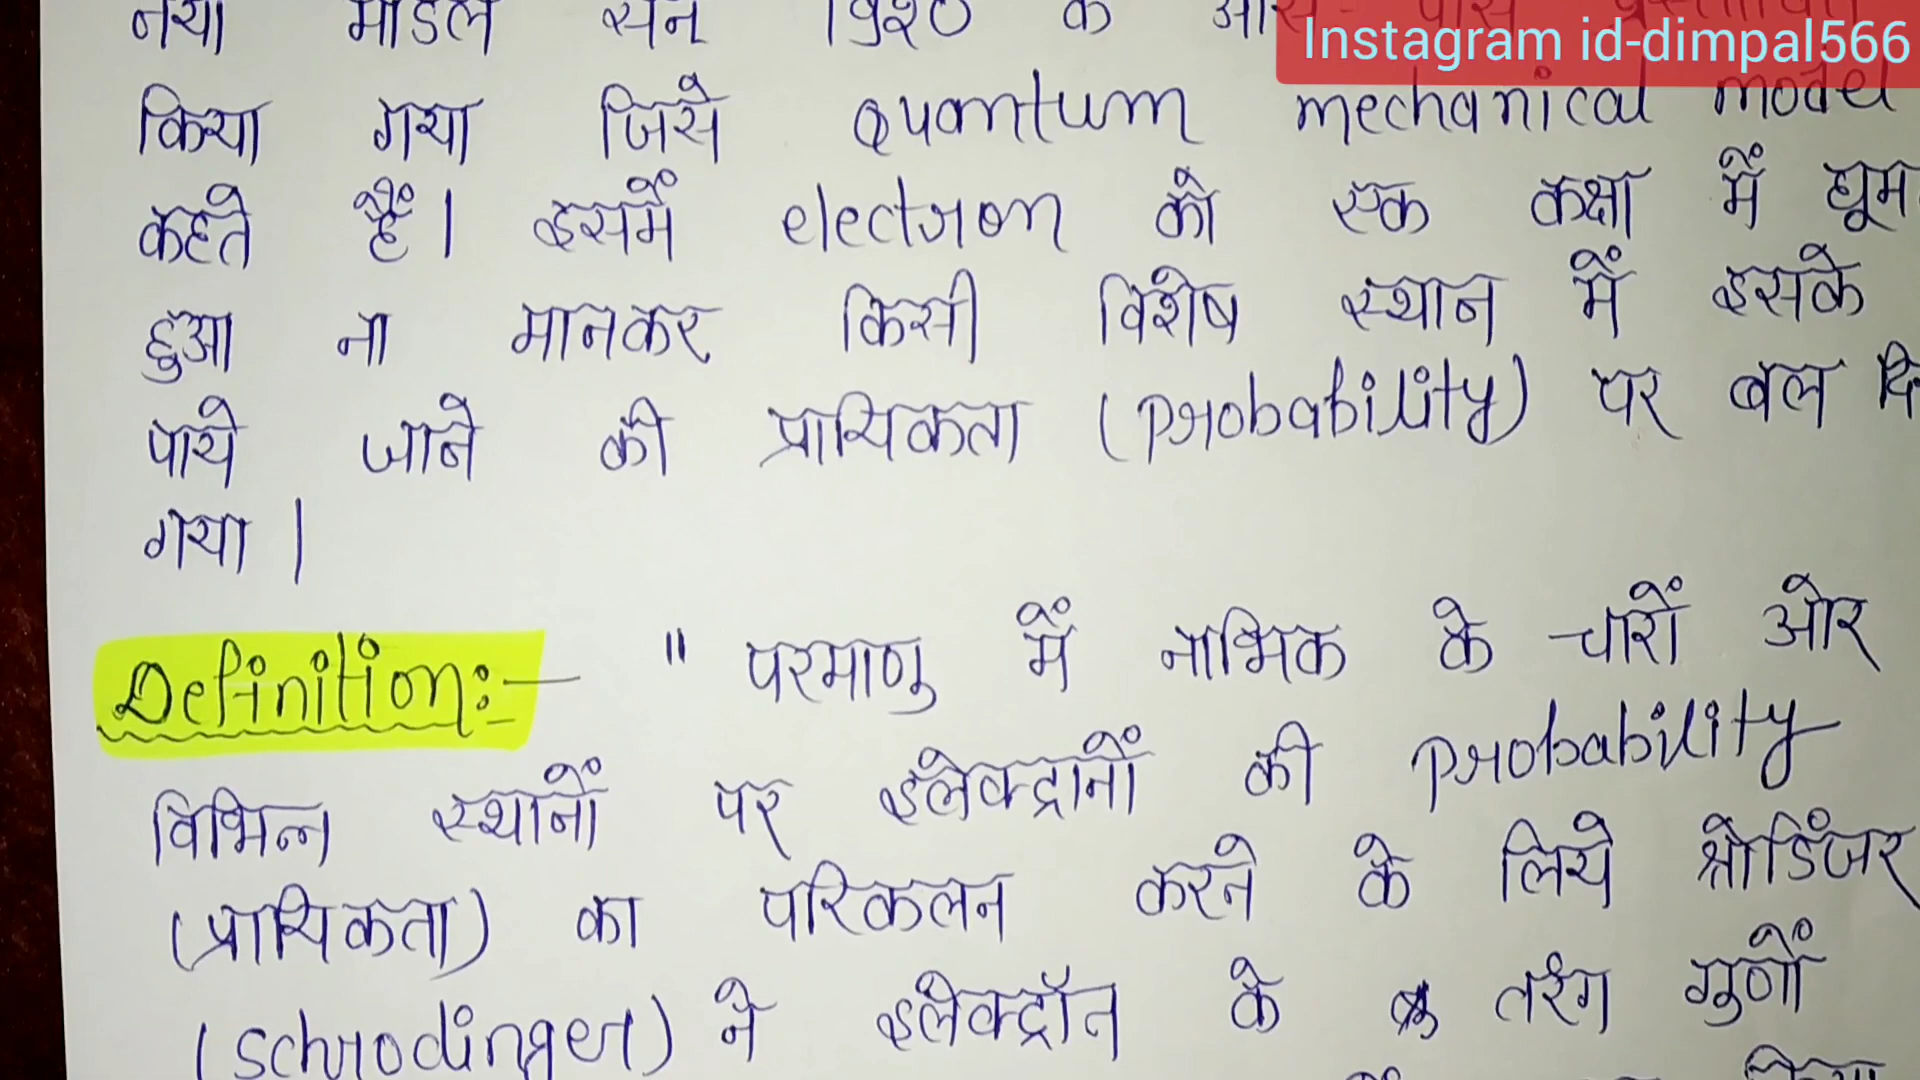 नया माडल सन 1920 के आस-पास प्रस्तावित
Instagram id-dimpal566
किया गया जिसे Quantum mechanical model
कहते हैं। इसमें electron को एक कक्षा में घूम
हुआ ना मानकर किसी विशेष स्थान में इसके
पाये जाने की प्रायिकता (Probability) पर बल दि
गया।
Definition:- " परमाणु में नाभिक के चारों ओर
विभिन्न स्थानों पर इलेक्ट्रानों की Probability
(प्रायिकता) का परिकलन करने के लिये श्रोडिंजर
(Schrodinger) ने इलेक्ट्रॉन के तरंग गुणों